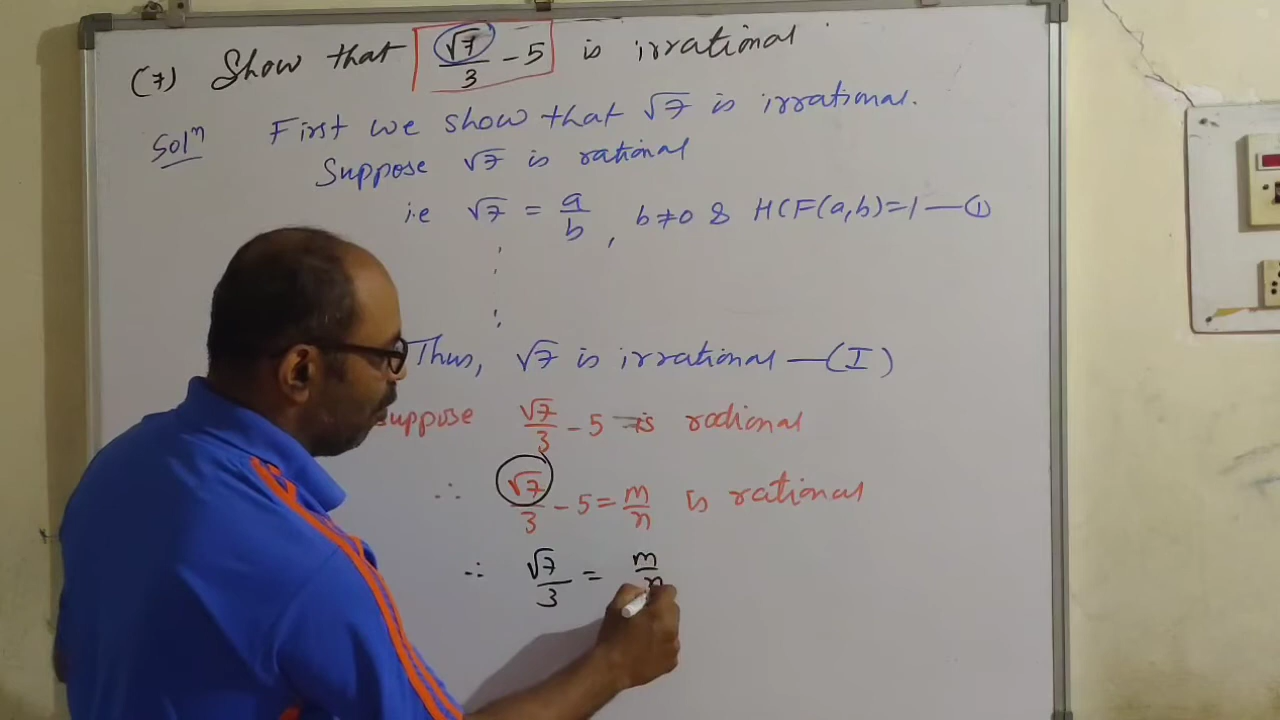 (7) Show that √7/3 - 5 is irrational
Solⁿ First we show that √7 is irrational.
Suppose √7 is rational
i.e √7 = a/b , b≠0 & HCF(a,b)=1 —①
⋮
Thus, √7 is irrational —(I)
suppose √7/3 - 5 is rational
∴ √7/3 - 5 = m/n is rational
∴ √7/3 = m/n